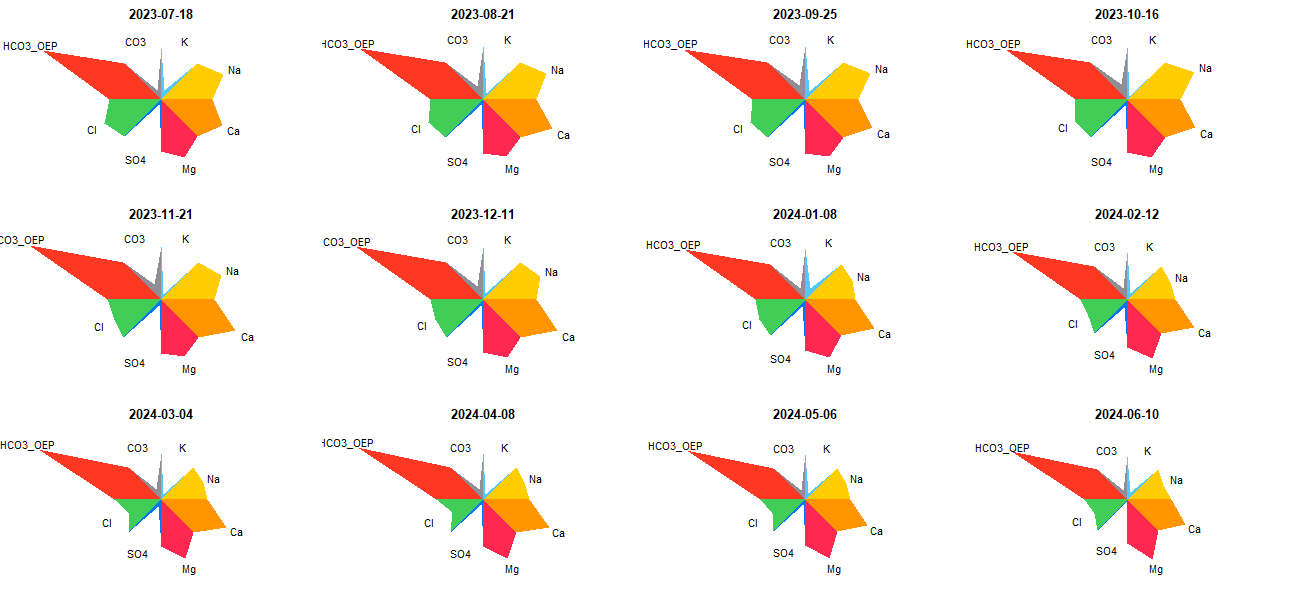 2023-07-18
2023-08-21
2023-09-25
2023-10-16
HCO3_OEP CO3 K
HCO3_OEP CO3 K
HCO3_OEP CO3 K
HCO3_OEP CO3 K
Na
Na
Na
Na
Cl Ca
Cl Ca
Cl Ca
Cl Ca
SO4 Mg
SO4 Mg
SO4 Mg
SO4 Mg
2023-11-21
2023-12-11
2024-01-08
2024-02-12
CO3_OEP CO3 K
HCO3_OEP CO3 K
HCO3_OEP CO3 K
HCO3_OEP CO3 K
Na
Na
Na
Na
Cl Ca
Cl Ca
Cl Ca
Cl Ca
SO4 Mg
SO4 Mg
SO4 Mg
SO4 Mg
2024-03-04
2024-04-08
2024-05-06
2024-06-10
HCO3_OEP CO3 K
HCO3_OEP CO3 K
HCO3_OEP CO3 K
HCO3_OEP CO3 K
Na
Na
Na
Na
Cl Ca
Cl Ca
Cl Ca
Cl Ca
SO4 Mg
SO4 Mg
SO4 Mg
SO4 Mg